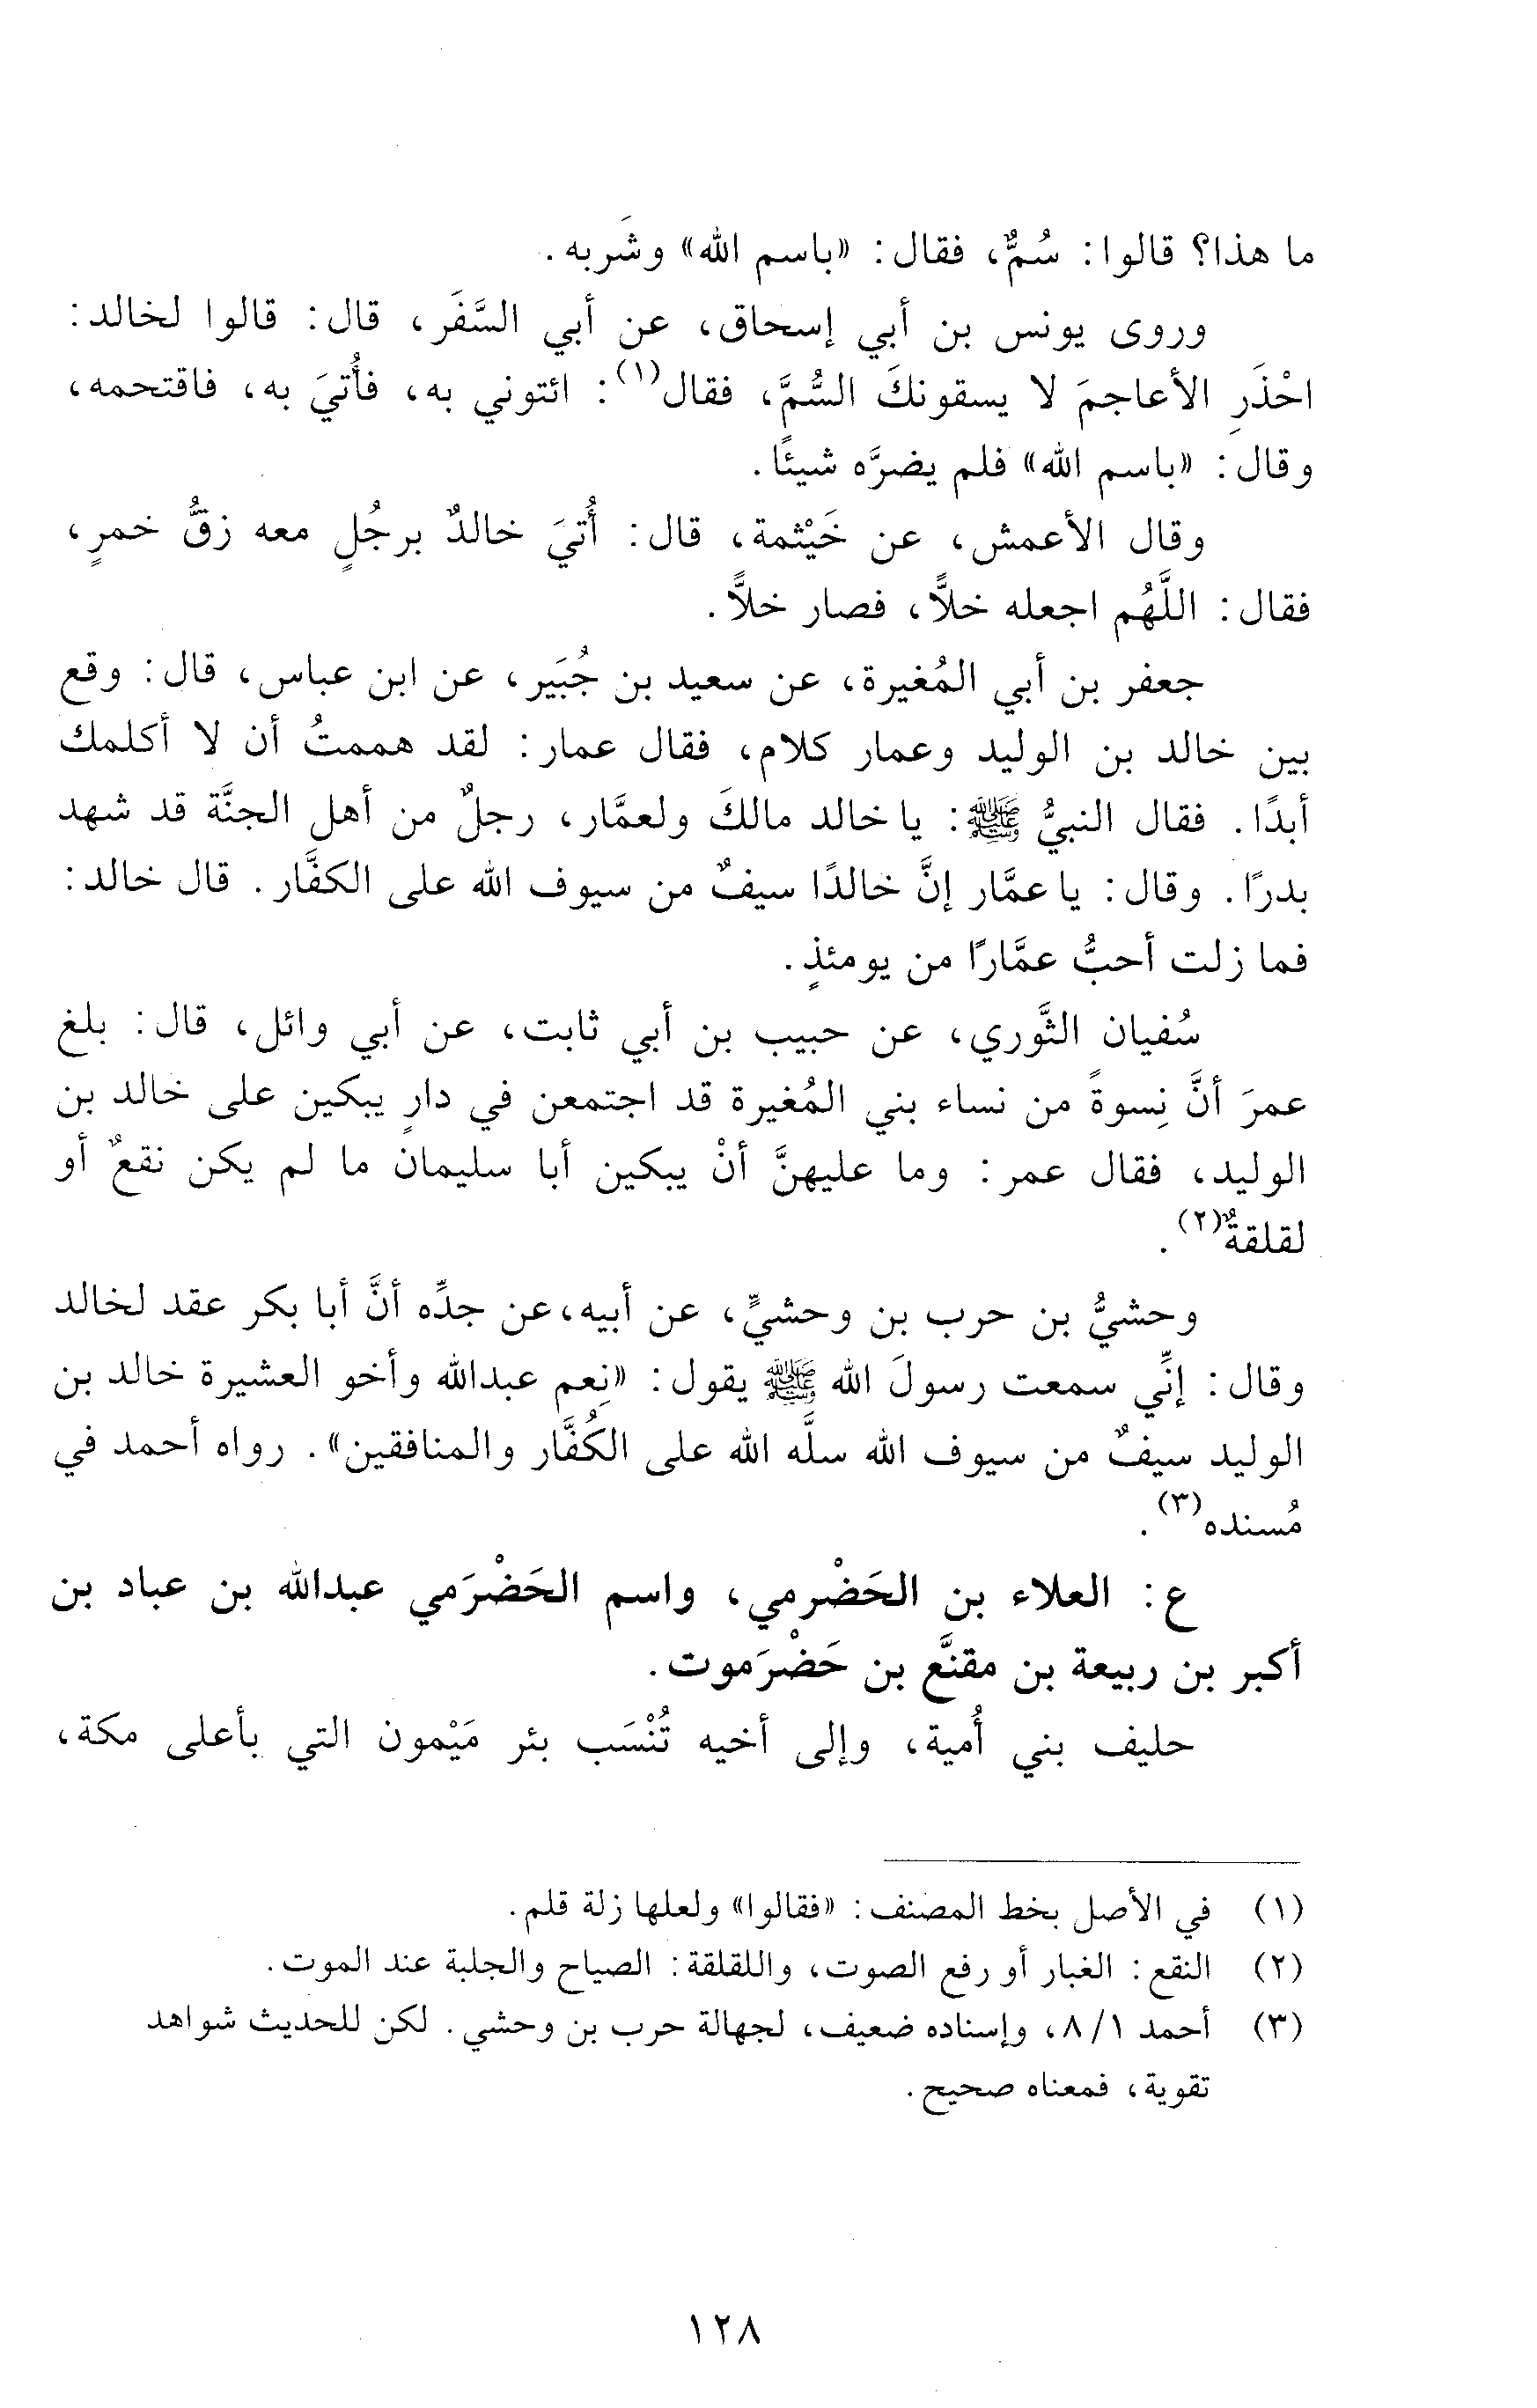 ما هذا؟ قالوا: سُمٌّ، فقال: «باسم الله» وشَربه.
وروى يونس بن أبي إسحاق، عن أبي السَّفَر، قال: قالوا لخالد:
احْذَرِ الأعاجمَ لا يسقونكَ السُّمَّ، فقال(١): ائتوني به، فأُتيَ به، فاقتحمه،
وقال: «باسم الله» فلم يضرَّه شيئًا.
وقال الأعمش، عن خَيْثمة، قال: أُتيَ خالدٌ برجُلٍ معه زقُّ خمرٍ،
فقال: اللَّهُم اجعله خلاًّ، فصار خلاًّ.
جعفر بن أبي المُغيرة، عن سعيد بن جُبَير، عن ابن عباس، قال: وقع
بين خالد بن الوليد وعمار كلام، فقال عمار: لقد هممتُ أن لا أكلمك
أبدًا. فقال النبيُّ ﷺ: يا خالد مالكَ ولعمَّار، رجلٌ من أهل الجنَّة قد شهد
بدرًا. وقال: يا عمَّار إنَّ خالدًا سيفٌ من سيوف الله على الكفَّار. قال خالد:
فما زلت أحبُّ عمَّارًا من يومئذٍ.
سُفيان الثَّوري، عن حبيب بن أبي ثابت، عن أبي وائل، قال: بلغ
عمرَ أنَّ نِسوةً من نساء بني المُغيرة قد اجتمعن في دارٍ يبكين على خالد بن
الوليد، فقال عمر: وما عليهنَّ أنْ يبكين أبا سليمان ما لم يكن نقعٌ أو
لقلقةٌ(٢).
وحشيُّ بن حرب بن وحشيٍّ، عن أبيه،عن جدِّه أنَّ أبا بكر عقد لخالد
وقال: إنِّي سمعت رسولَ الله ﷺ يقول: «نِعم عبدالله وأخو العشيرة خالد بن
الوليد سيفٌ من سيوف الله سلَّه الله على الكُفَّار والمنافقين». رواه أحمد في
مُسنده(٣).
ع: العلاء بن الحَضْرمي، واسم الحَضْرَمي عبدالله بن عباد بن
أكبر بن ربيعة بن مقنَّع بن حَضْرَموت.
حليف بني أُمية، وإلى أخيه تُنْسَب بئر مَيْمون التي بأعلى مكة،
(١) في الأصل بخط المصنف: «فقالوا» ولعلها زلة قلم.
(٢) النقع: الغبار أو رفع الصوت، واللقلقة: الصياح والجلبة عند الموت.
(٣) أحمد ١/ ٨، وإسناده ضعيف، لجهالة حرب بن وحشي. لكن للحديث شواهد
تقوية، فمعناه صحيح.
١٢٨